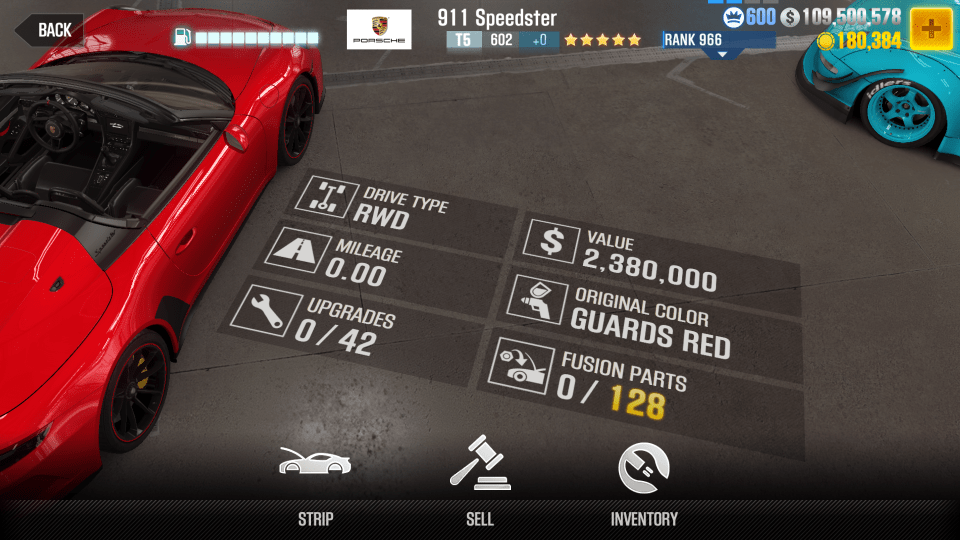 BACK
PORSCHE
911 Speedster
T5 602 +0
RANK 966
600 $ 109,500,578
180,384
idlers
DRIVE TYPE
RWD
MILEAGE
0.00
UPGRADES
0 / 42
$ VALUE
2,380,000
ORIGINAL COLOR
GUARDS RED
FUSION PARTS
0 / 128
STRIP
SELL
INVENTORY